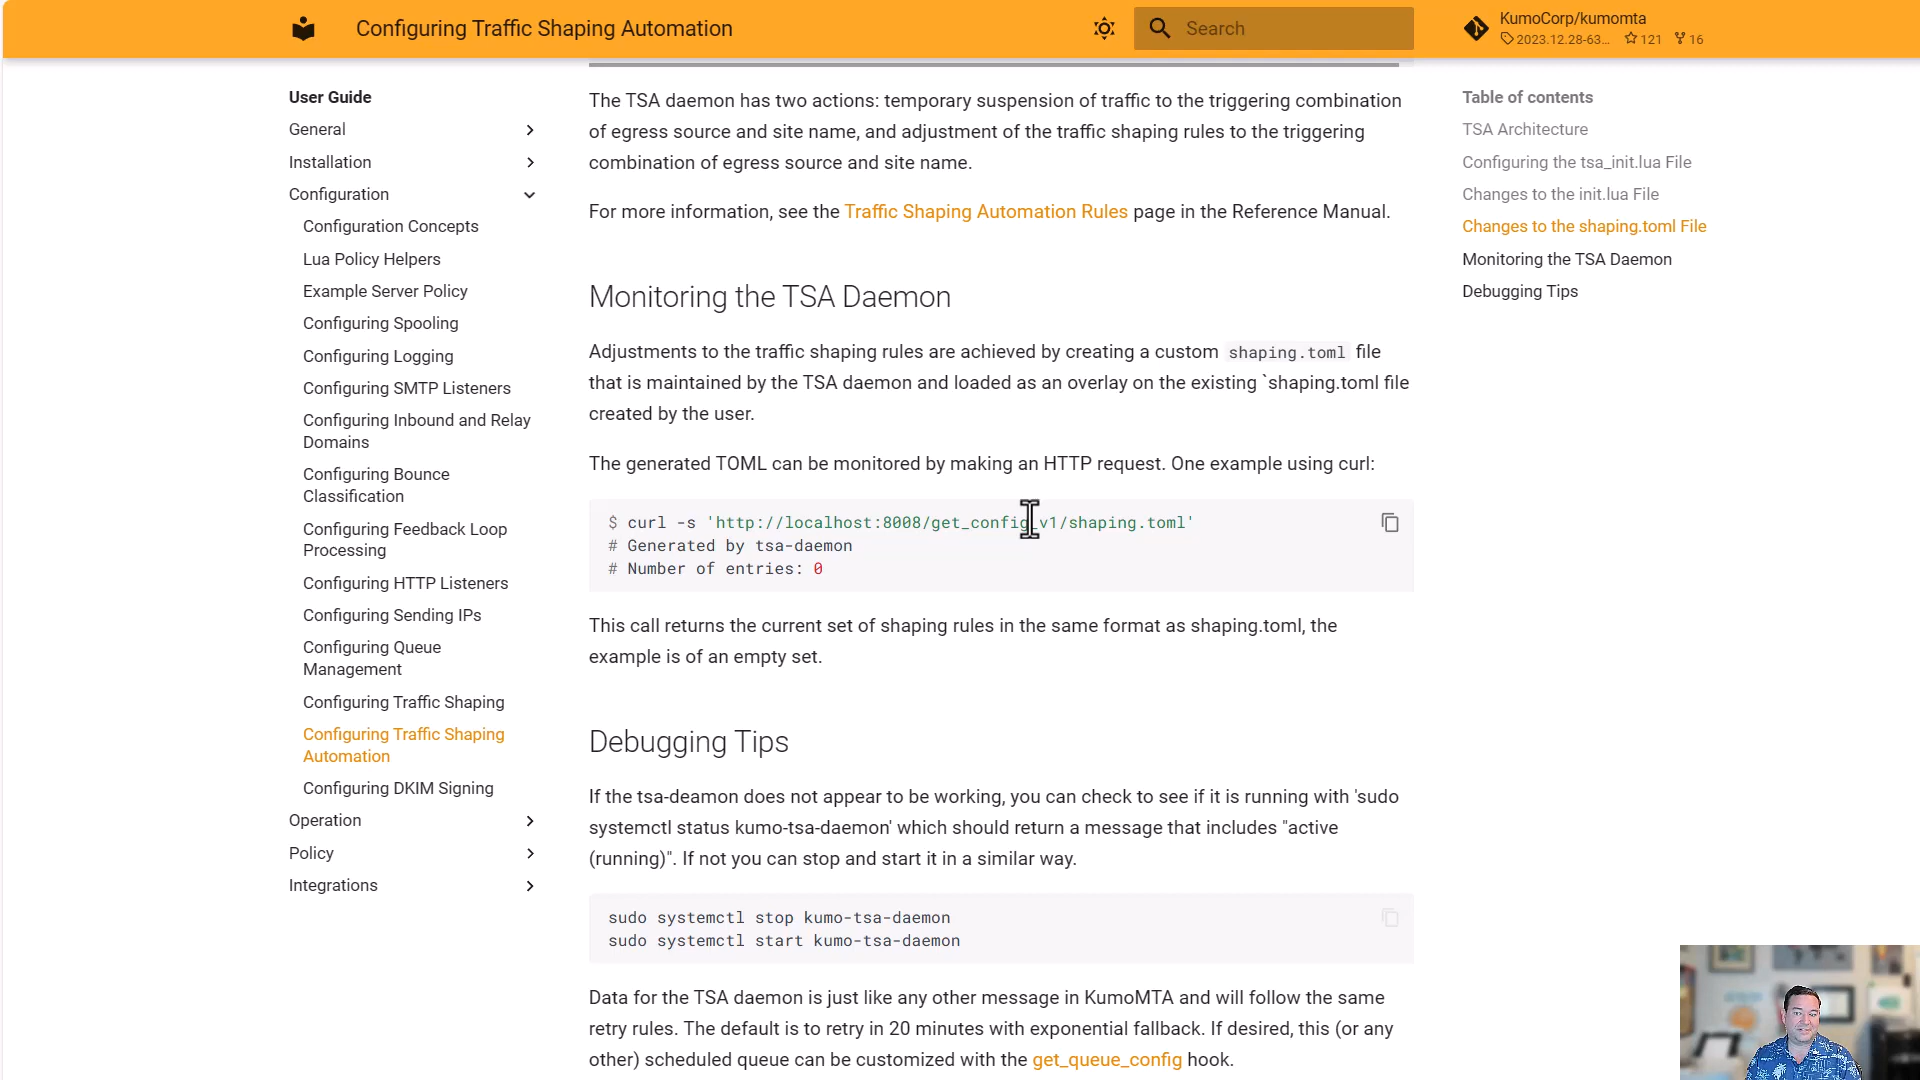 Configuring Traffic Shaping Automation
Search
KumoCorp/kumomta
2023.12.28-63... 121 16
User Guide
General
Installation
Configuration
Configuration Concepts
Lua Policy Helpers
Example Server Policy
Configuring Spooling
Configuring Logging
Configuring SMTP Listeners
Configuring Inbound and Relay
Domains
Configuring Bounce
Classification
Configuring Feedback Loop
Processing
Configuring HTTP Listeners
Configuring Sending IPs
Configuring Queue
Management
Configuring Traffic Shaping
Configuring Traffic Shaping
Automation
Configuring DKIM Signing
Operation
Policy
Integrations
The TSA daemon has two actions: temporary suspension of traffic to the triggering combination
of egress source and site name, and adjustment of the traffic shaping rules to the triggering
combination of egress source and site name.
For more information, see the Traffic Shaping Automation Rules page in the Reference Manual.
Monitoring the TSA Daemon
Adjustments to the traffic shaping rules are achieved by creating a custom shaping.toml file
that is maintained by the TSA daemon and loaded as an overlay on the existing `shaping.toml file
created by the user.
The generated TOML can be monitored by making an HTTP request. One example using curl:
$ curl -s 'http://localhost:8008/get_config_v1/shaping.toml'
# Generated by tsa-daemon
# Number of entries: 0
This call returns the current set of shaping rules in the same format as shaping.toml, the
example is of an empty set.
Debugging Tips
If the tsa-deamon does not appear to be working, you can check to see if it is running with 'sudo
systemctl status kumo-tsa-daemon' which should return a message that includes "active
(running)". If not you can stop and start it in a similar way.
sudo systemctl stop kumo-tsa-daemon
sudo systemctl start kumo-tsa-daemon
Data for the TSA daemon is just like any other message in KumoMTA and will follow the same
retry rules. The default is to retry in 20 minutes with exponential fallback. If desired, this (or any
other) scheduled queue can be customized with the get_queue_config hook.
Table of contents
TSA Architecture
Configuring the tsa_init.lua File
Changes to the init.lua File
Changes to the shaping.toml File
Monitoring the TSA Daemon
Debugging Tips